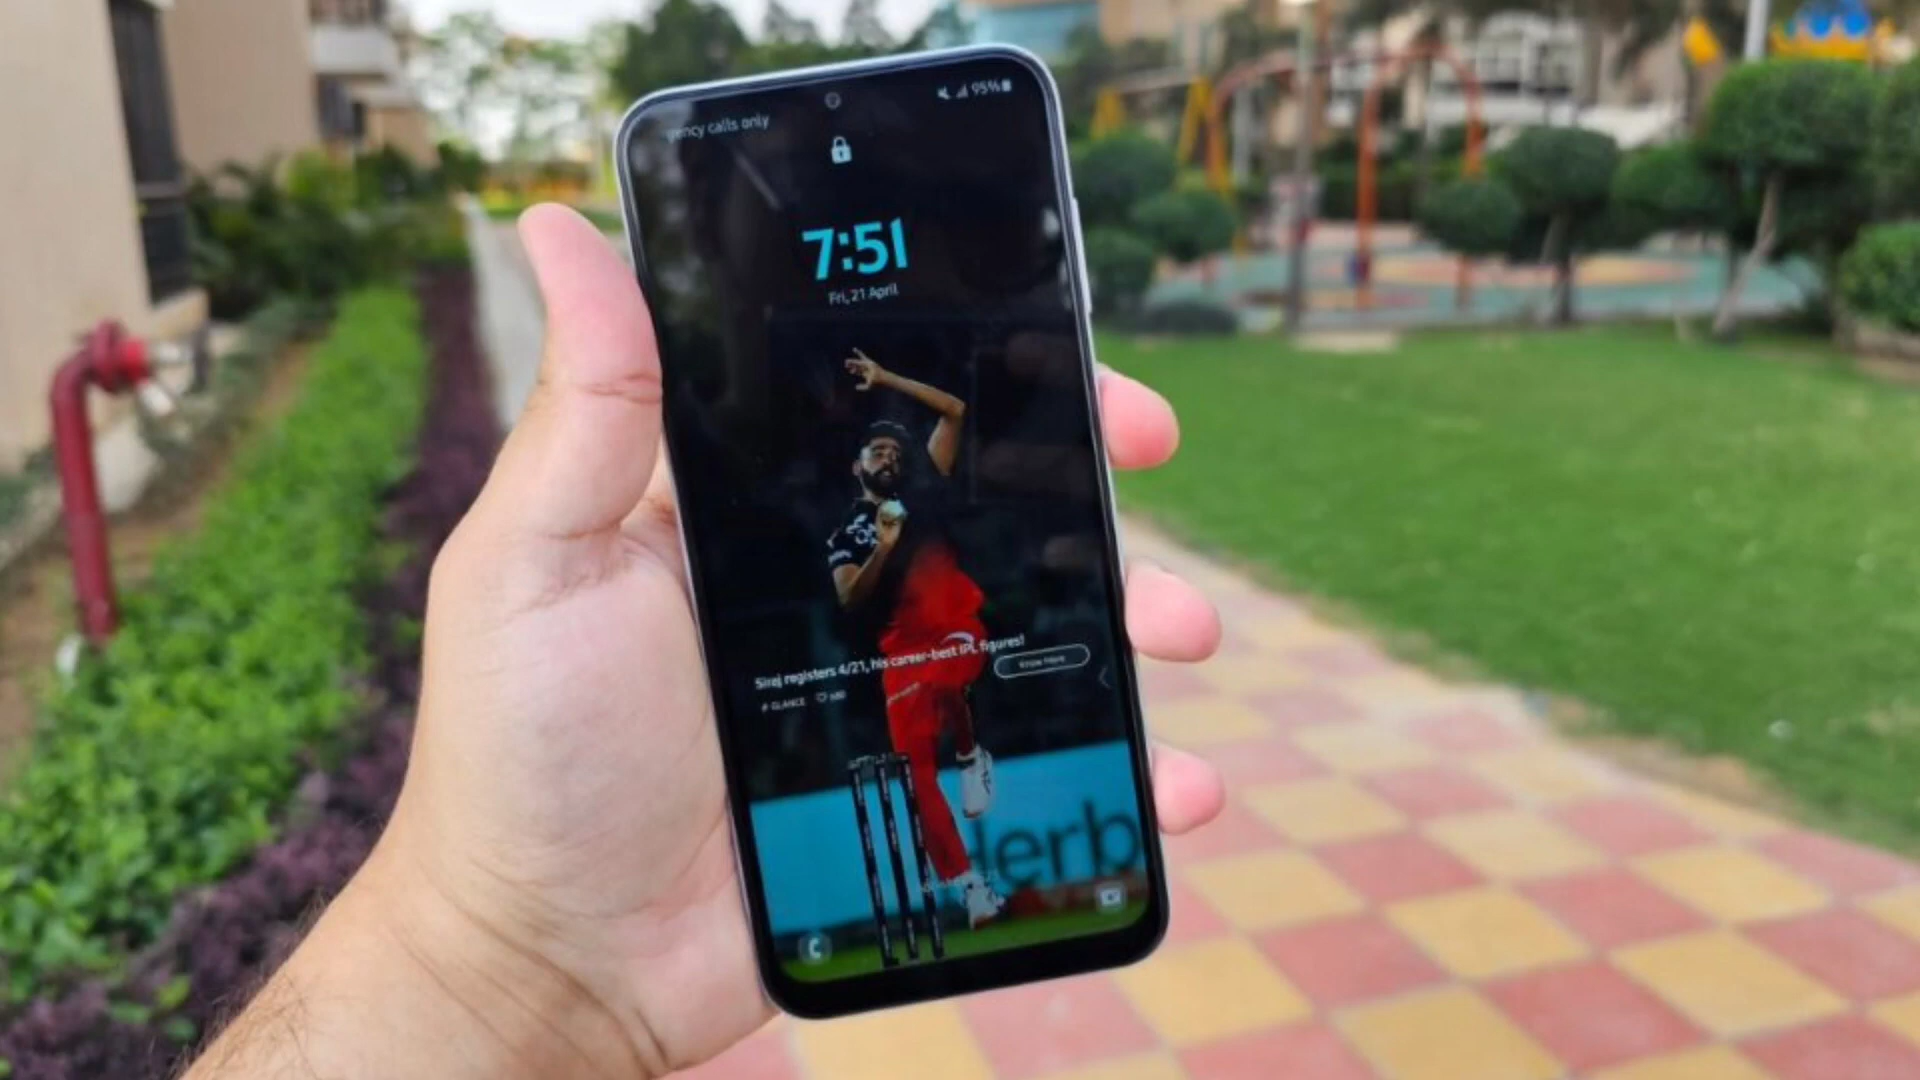 95%
calls only
7:51
Fri, 21 April
Siraj registers 4/21, his career-best IPL figures!
Know More
# GLANCE
Herb